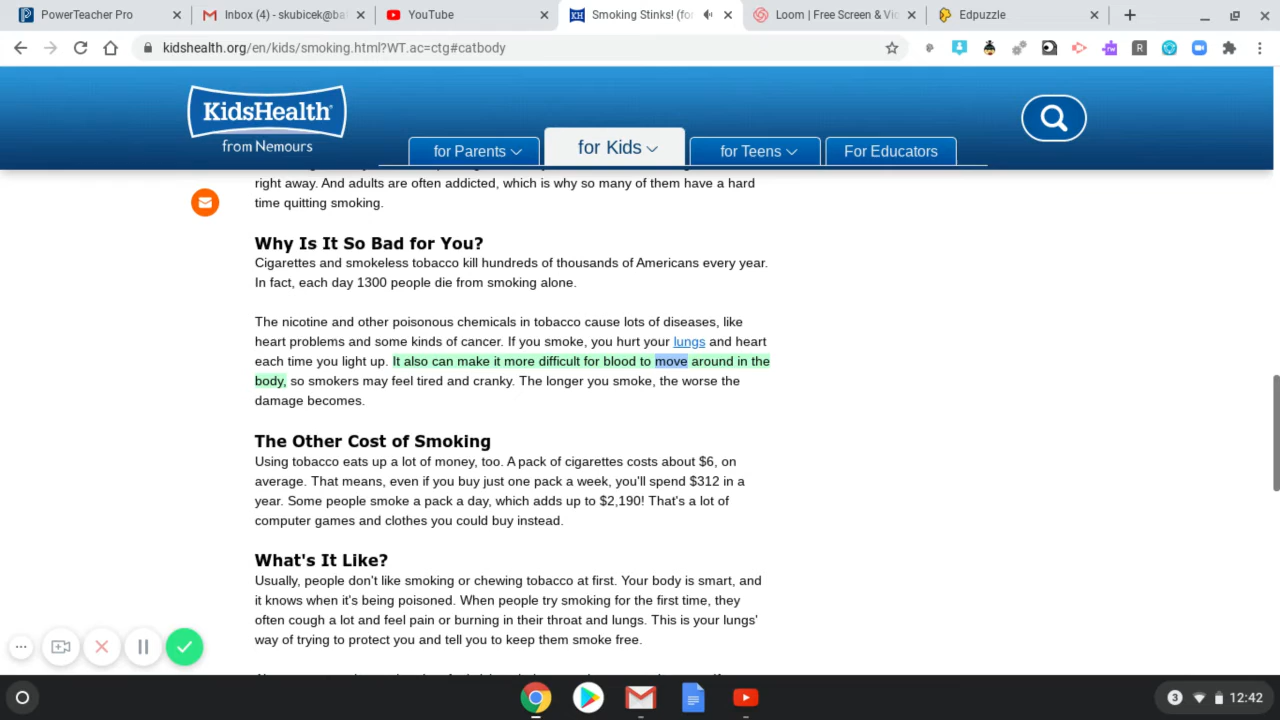 PowerTeacher Pro
Inbox (4) - skubicek@ba
YouTube
Smoking Stinks! (for
Loom | Free Screen & Vi
Edpuzzle
kidshealth.org/en/kids/smoking.html?WT.ac=ctg#catbody
KidsHealth
from Nemours
for Parents
for Kids
for Teens
For Educators
right away. And adults are often addicted, which is why so many of them have a hard
time quitting smoking.
Why Is It So Bad for You?
Cigarettes and smokeless tobacco kill hundreds of thousands of Americans every year.
In fact, each day 1300 people die from smoking alone.
The nicotine and other poisonous chemicals in tobacco cause lots of diseases, like
heart problems and some kinds of cancer. If you smoke, you hurt your lungs and heart
each time you light up. It also can make it more difficult for blood to move around in the
body, so smokers may feel tired and cranky. The longer you smoke, the worse the
damage becomes.
The Other Cost of Smoking
Using tobacco eats up a lot of money, too. A pack of cigarettes costs about $6, on
average. That means, even if you buy just one pack a week, you'll spend $312 in a
year. Some people smoke a pack a day, which adds up to $2,190! That's a lot of
computer games and clothes you could buy instead.
What's It Like?
Usually, people don't like smoking or chewing tobacco at first. Your body is smart, and
it knows when it's being poisoned. When people try smoking for the first time, they
often cough a lot and feel pain or burning in their throat and lungs. This is your lungs'
way of trying to protect you and tell you to keep them smoke free.
3
12:42